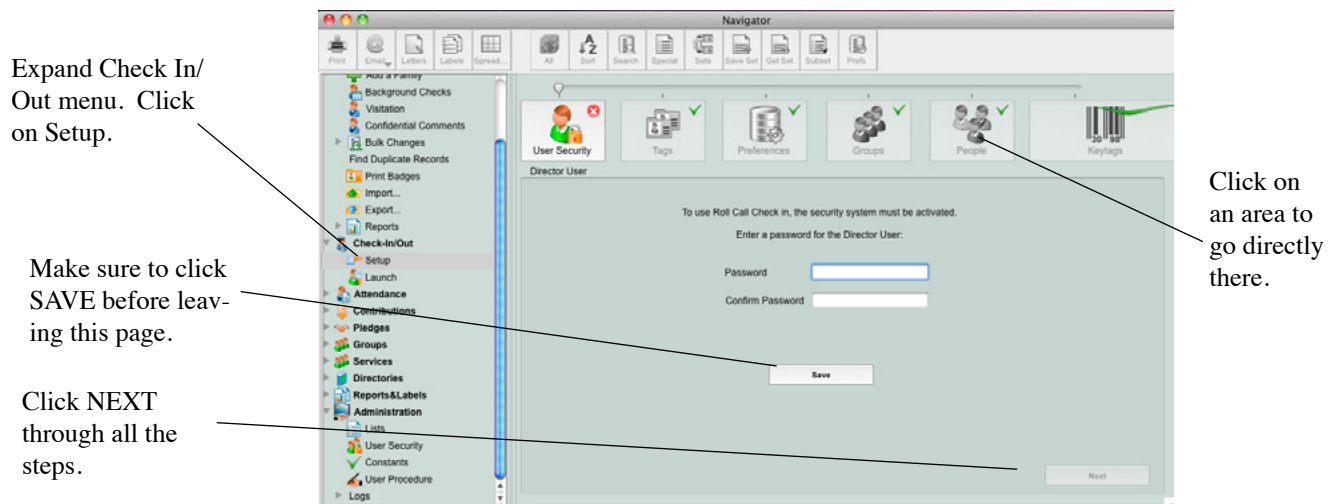 Navigator
Print Email Letters Labels Spread... All Sort Search Special Sets Save Set Get Set Subset Prefs
Expand Check In/
Out menu.  Click
on Setup.
Add a Family
Background Checks
Visitation
Confidential Comments
Bulk Changes
Find Duplicate Records
Print Badges
Import...
Export...
Reports
Check-In/Out
Setup
Launch
Attendance
Contributions
Pledges
Groups
Services
Directories
Reports&Labels
Administration
Lists
User Security
Constants
User Procedure
Logs
Make sure to click
SAVE before leav-
ing this page.
Click NEXT
through all the
steps.
User Security Tags Preferences Groups People Keytags
30 98
Director User
To use Roll Call Check in, the security system must be activated.
Enter a password for the Director User:
Password
Confirm Password
Save
Next
Click on
an area to
go directly
there.